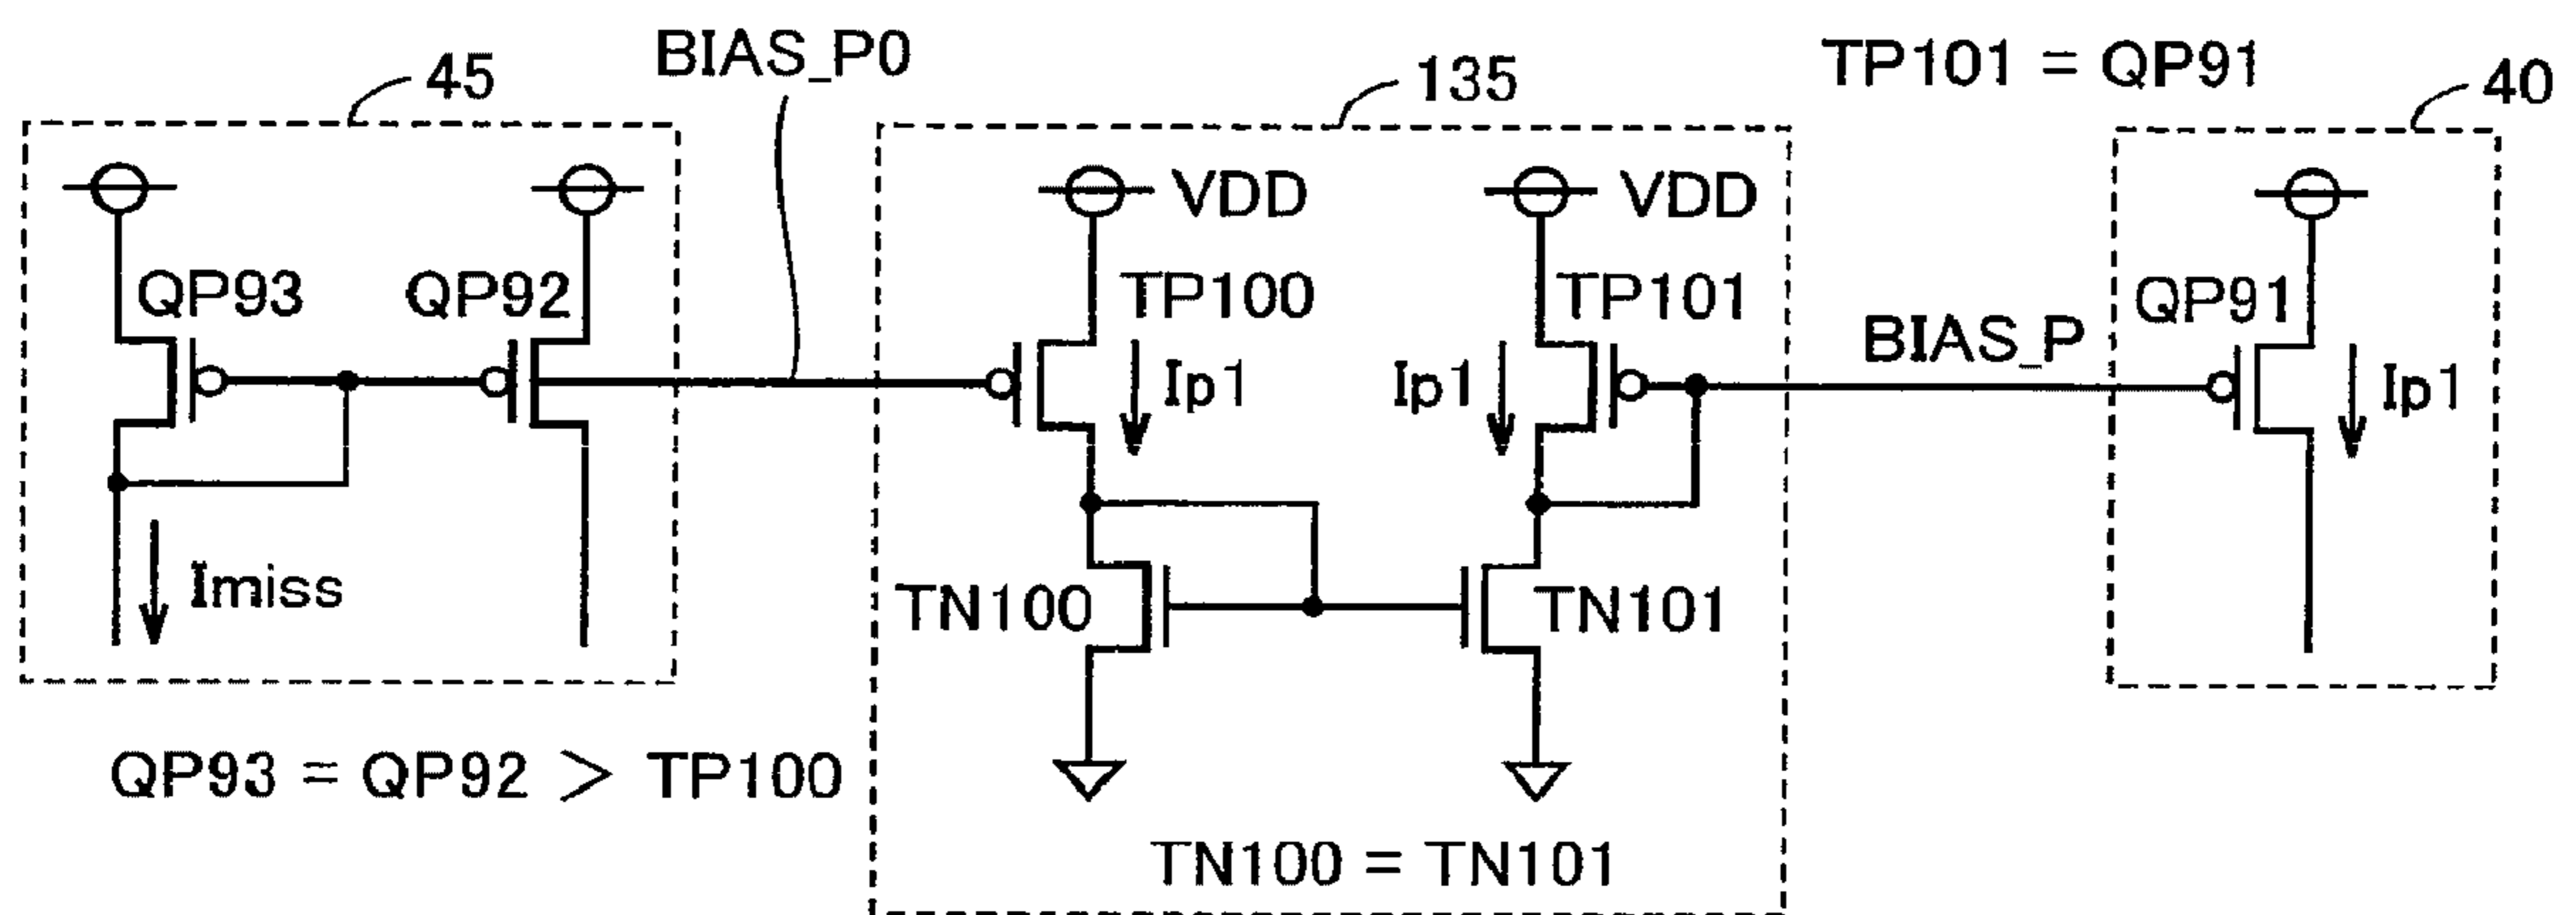 BIAS_P0
TP101 = QP91
45
135
40
VDD
VDD
QP93
QP92
TP100
TP101
QP91
BIAS_P
Ip1
Ip1
Ip1
Imiss
TN100
TN101
QP93 = QP92 > TP100
TN100 = TN101